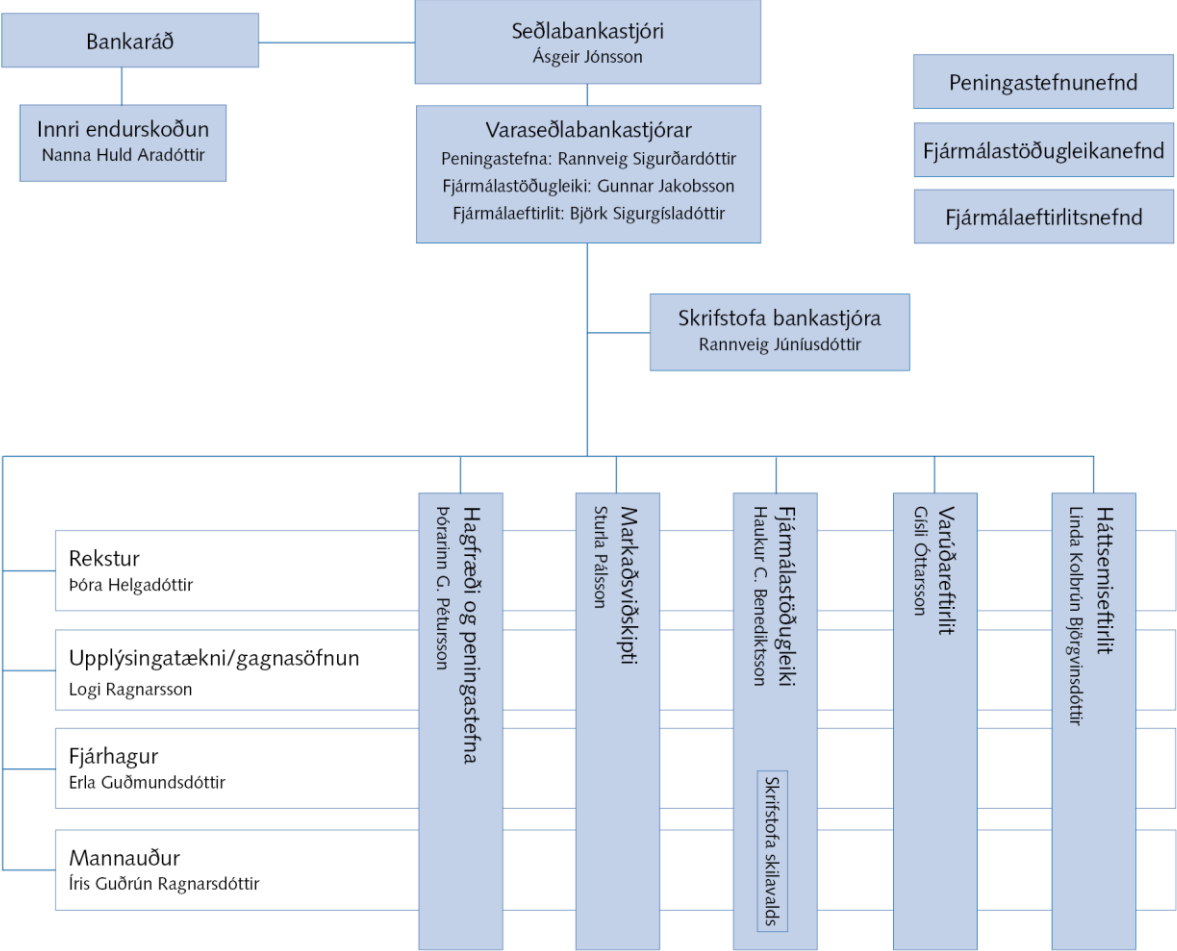 Bankaráð
Seðlabankastjóri
Ásgeir Jónsson
Innri endurskoðun
Nanna Huld Aradóttir
Varaseðlabankastjórar
Peningastefna: Rannveig Sigurðardóttir
Fjármálastöðugleiki: Gunnar Jakobsson
Fjármálaeftirlit: Björk Sigurgísladóttir
Peningastefnunefnd
Fjármálastöðugleikanefnd
Fjármálaeftirlitsnefnd
Skrifstofa bankastjóra
Rannveig Júníusdóttir
Rekstur
Þóra Helgadóttir
Upplýsingatækni/gagnasöfnun
Logi Ragnarsson
Fjárhagur
Erla Guðmundsdóttir
Mannauður
Íris Guðrún Ragnarsdóttir
Hagfræði og peningastefna
Þórarinn G. Pétursson
Markaðsviðskipti
Sturla Pálsson
Fjármálastöðugleiki
Haukur C. Benediktsson
Skrifstofa skilavalds
Varúðareftirlit
Gísli Óttarsson
Háttsemiseftirlit
Linda Kolbrún Björgvinsdóttir